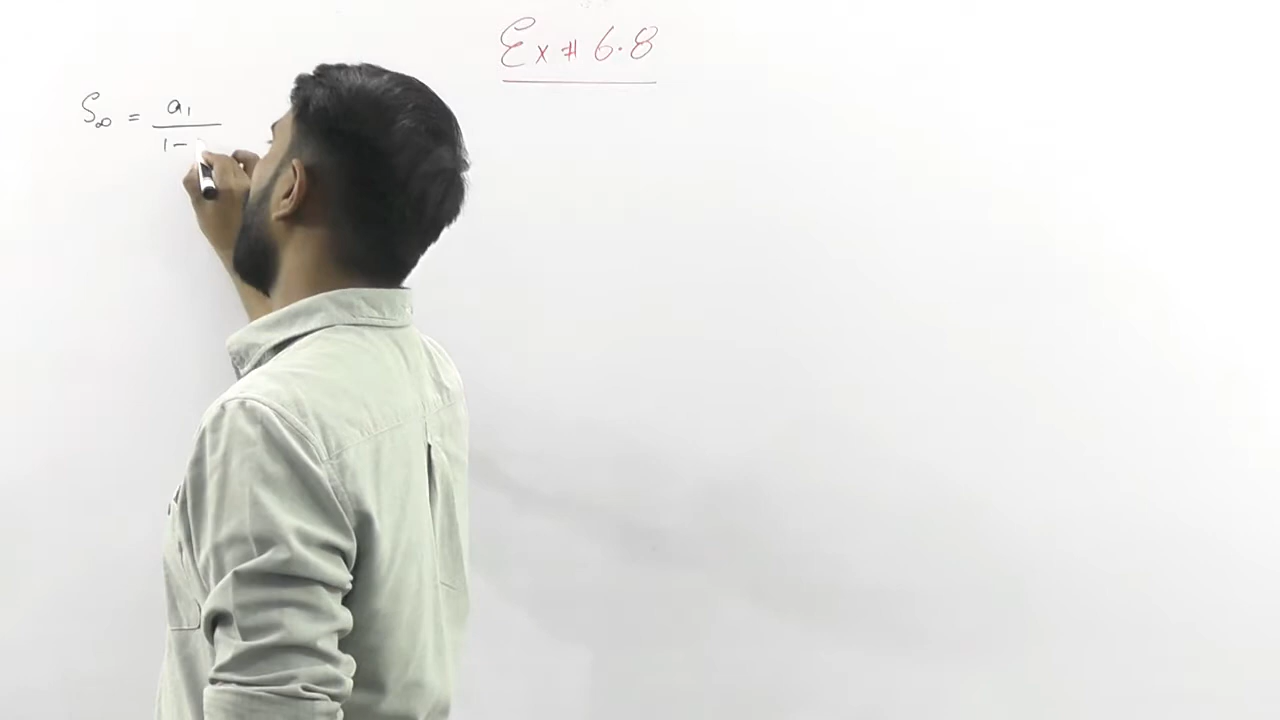 Ex # 6.8
S∞ = a₁ / 1-